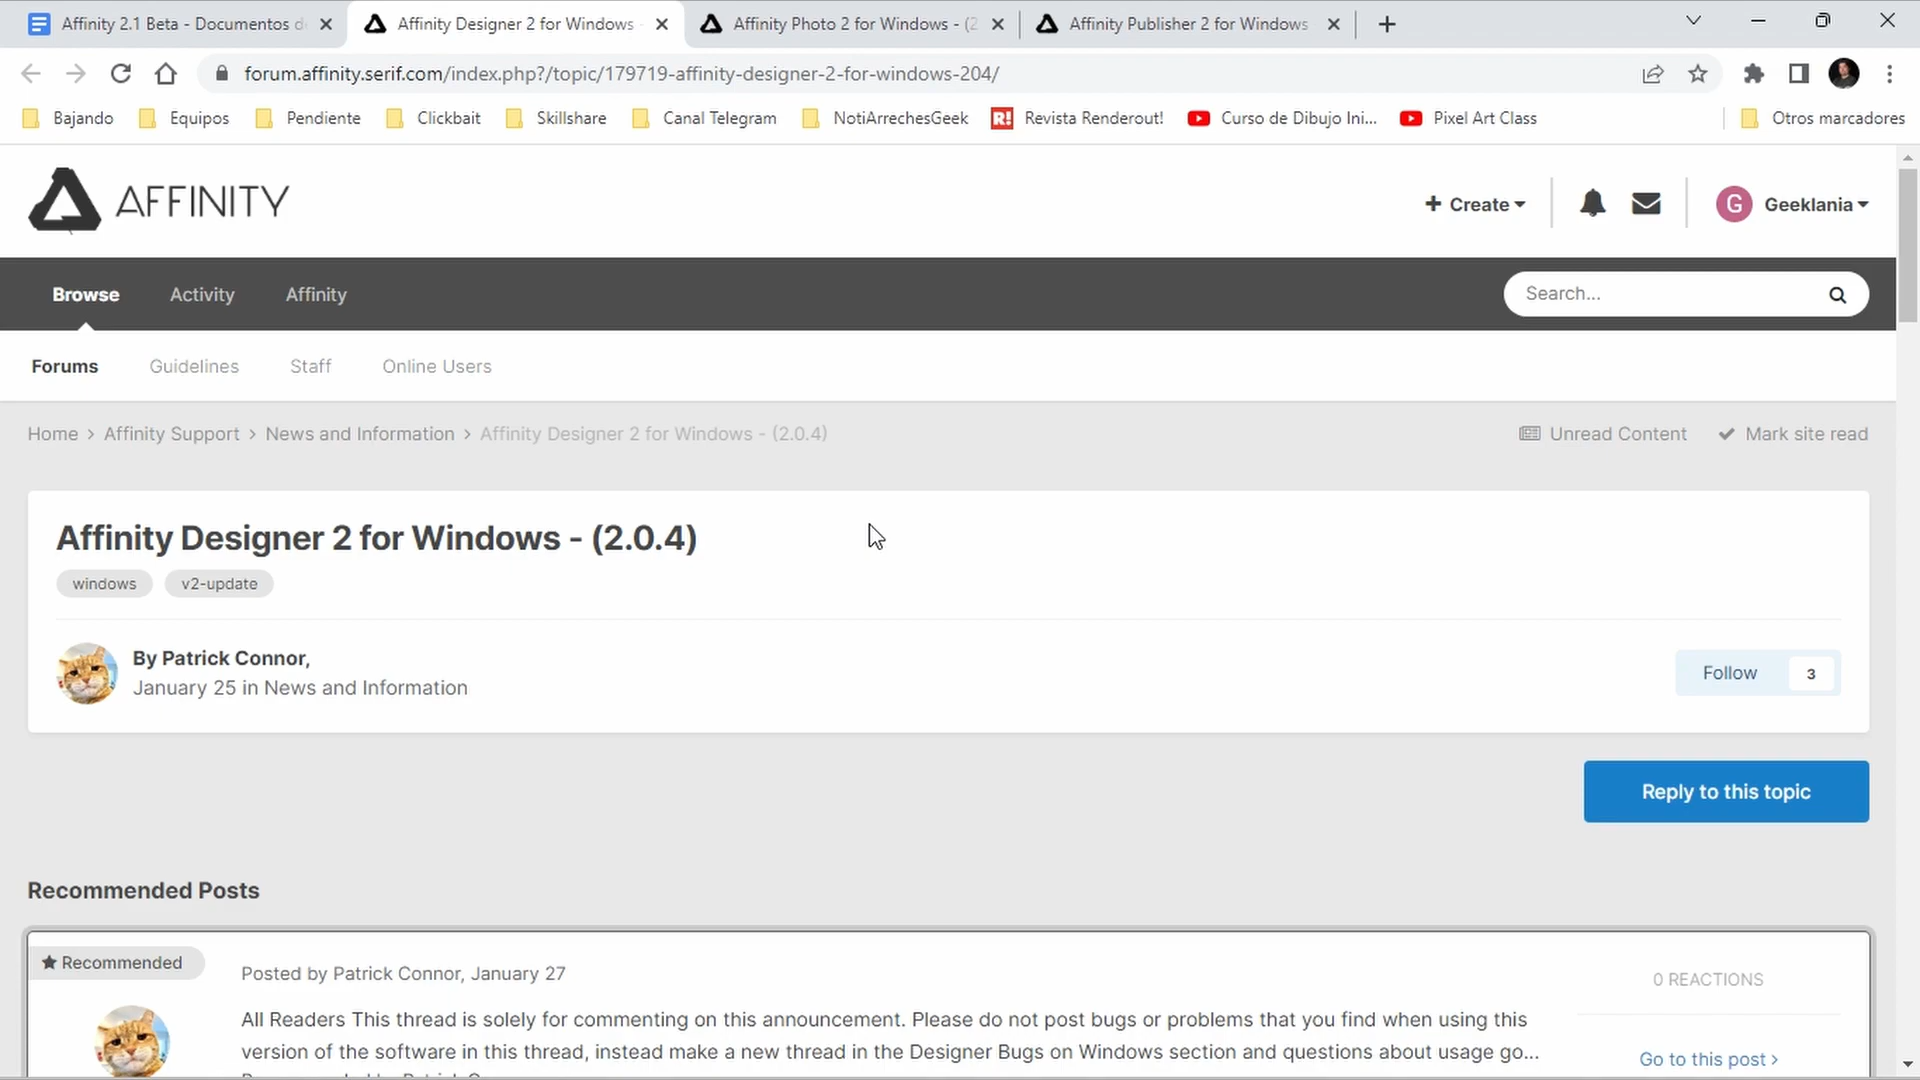 Affinity 2.1 Beta - Documentos d
Affinity Designer 2 for Windows
Affinity Photo 2 for Windows - (2
Affinity Publisher 2 for Windows
forum.affinity.serif.com/index.php?/topic/179719-affinity-designer-2-for-windows-204/
Bajando
Equipos
Pendiente
Clickbait
Skillshare
Canal Telegram
NotiArrechesGeek
R!
Revista Renderout!
Curso de Dibujo Ini...
Pixel Art Class
Otros marcadores
AFFINITY
+ Create
G
Geeklania
Browse
Activity
Affinity
Search...
Forums
Guidelines
Staff
Online Users
Home > Affinity Support > News and Information > Affinity Designer 2 for Windows - (2.0.4)
Unread Content
Mark site read
Affinity Designer 2 for Windows - (2.0.4)
windows
v2-update
By Patrick Connor,
January 25 in News and Information
Follow
3
Reply to this topic
Recommended Posts
Recommended
Posted by Patrick Connor, January 27
0 REACTIONS
All Readers This thread is solely for commenting on this announcement. Please do not post bugs or problems that you find when using this
version of the software in this thread, instead make a new thread in the Designer Bugs on Windows section and questions about usage go...
Go to this post >